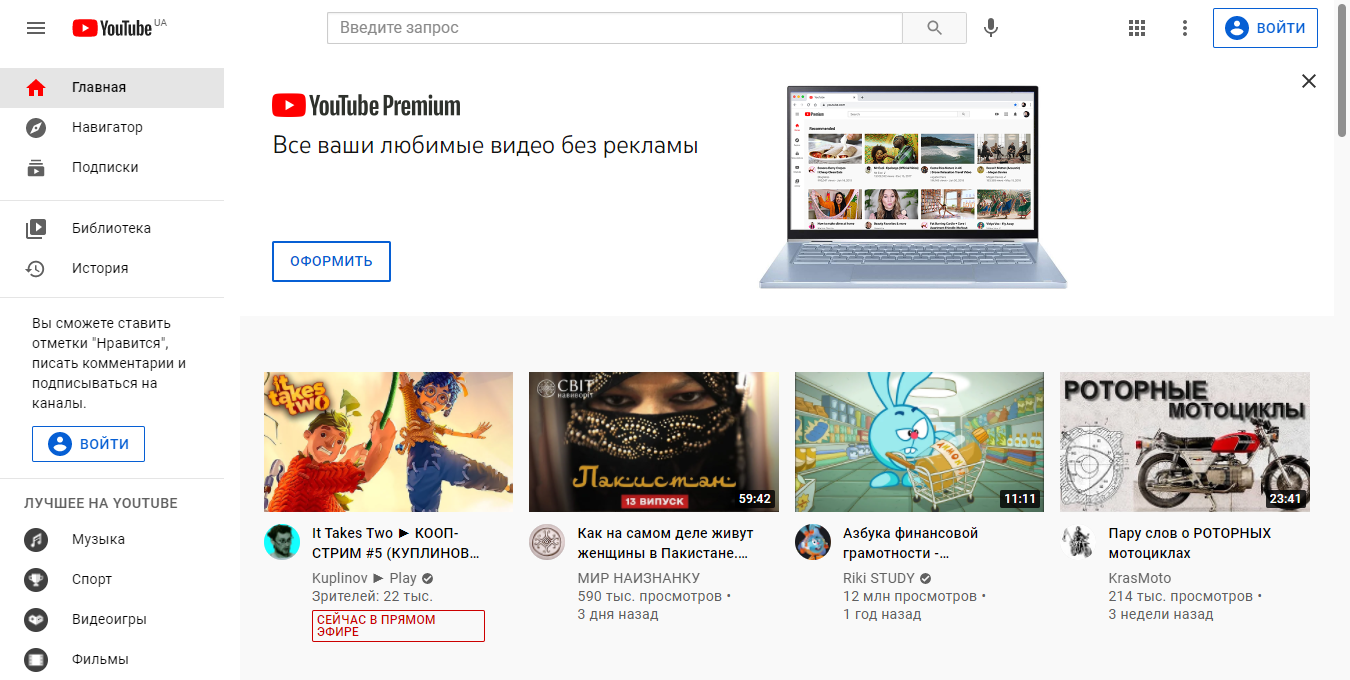 YouTube UA
Введите запрос
ВОЙТИ
Главная
Навигатор
Подписки
Библиотека
История
Вы сможете ставить
отметки "Нравится",
писать комментарии и
подписываться на
каналы.
ВОЙТИ
ЛУЧШЕЕ НА YOUTUBE
Музыка
Спорт
Видеоигры
Фильмы
YouTube Premium
Все ваши любимые видео без рекламы
ОФОРМИТЬ
it
takes
two
It Takes Two ► КООП-
СТРИМ #5 (КУПЛИНОВ...
Kuplinov ► Play
Зрителей: 22 тыс.
СЕЙЧАС В ПРЯМОМ
ЭФИРЕ
СВІТ
навиворіт
Пакистан
13 ВИПУСК
59:42
Как на самом деле живут
женщины в Пакистане....
МИР НАИЗНАНКУ
590 тыс. просмотров •
3 дня назад
11:11
Азбука финансовой
грамотности -...
Riki STUDY
12 млн просмотров •
1 год назад
РОТОРНЫЕ
МОТОЦИКЛЫ
23:41
Пару слов о РОТОРНЫХ
мотоциклах
KrasMoto
214 тыс. просмотров •
3 недели назад